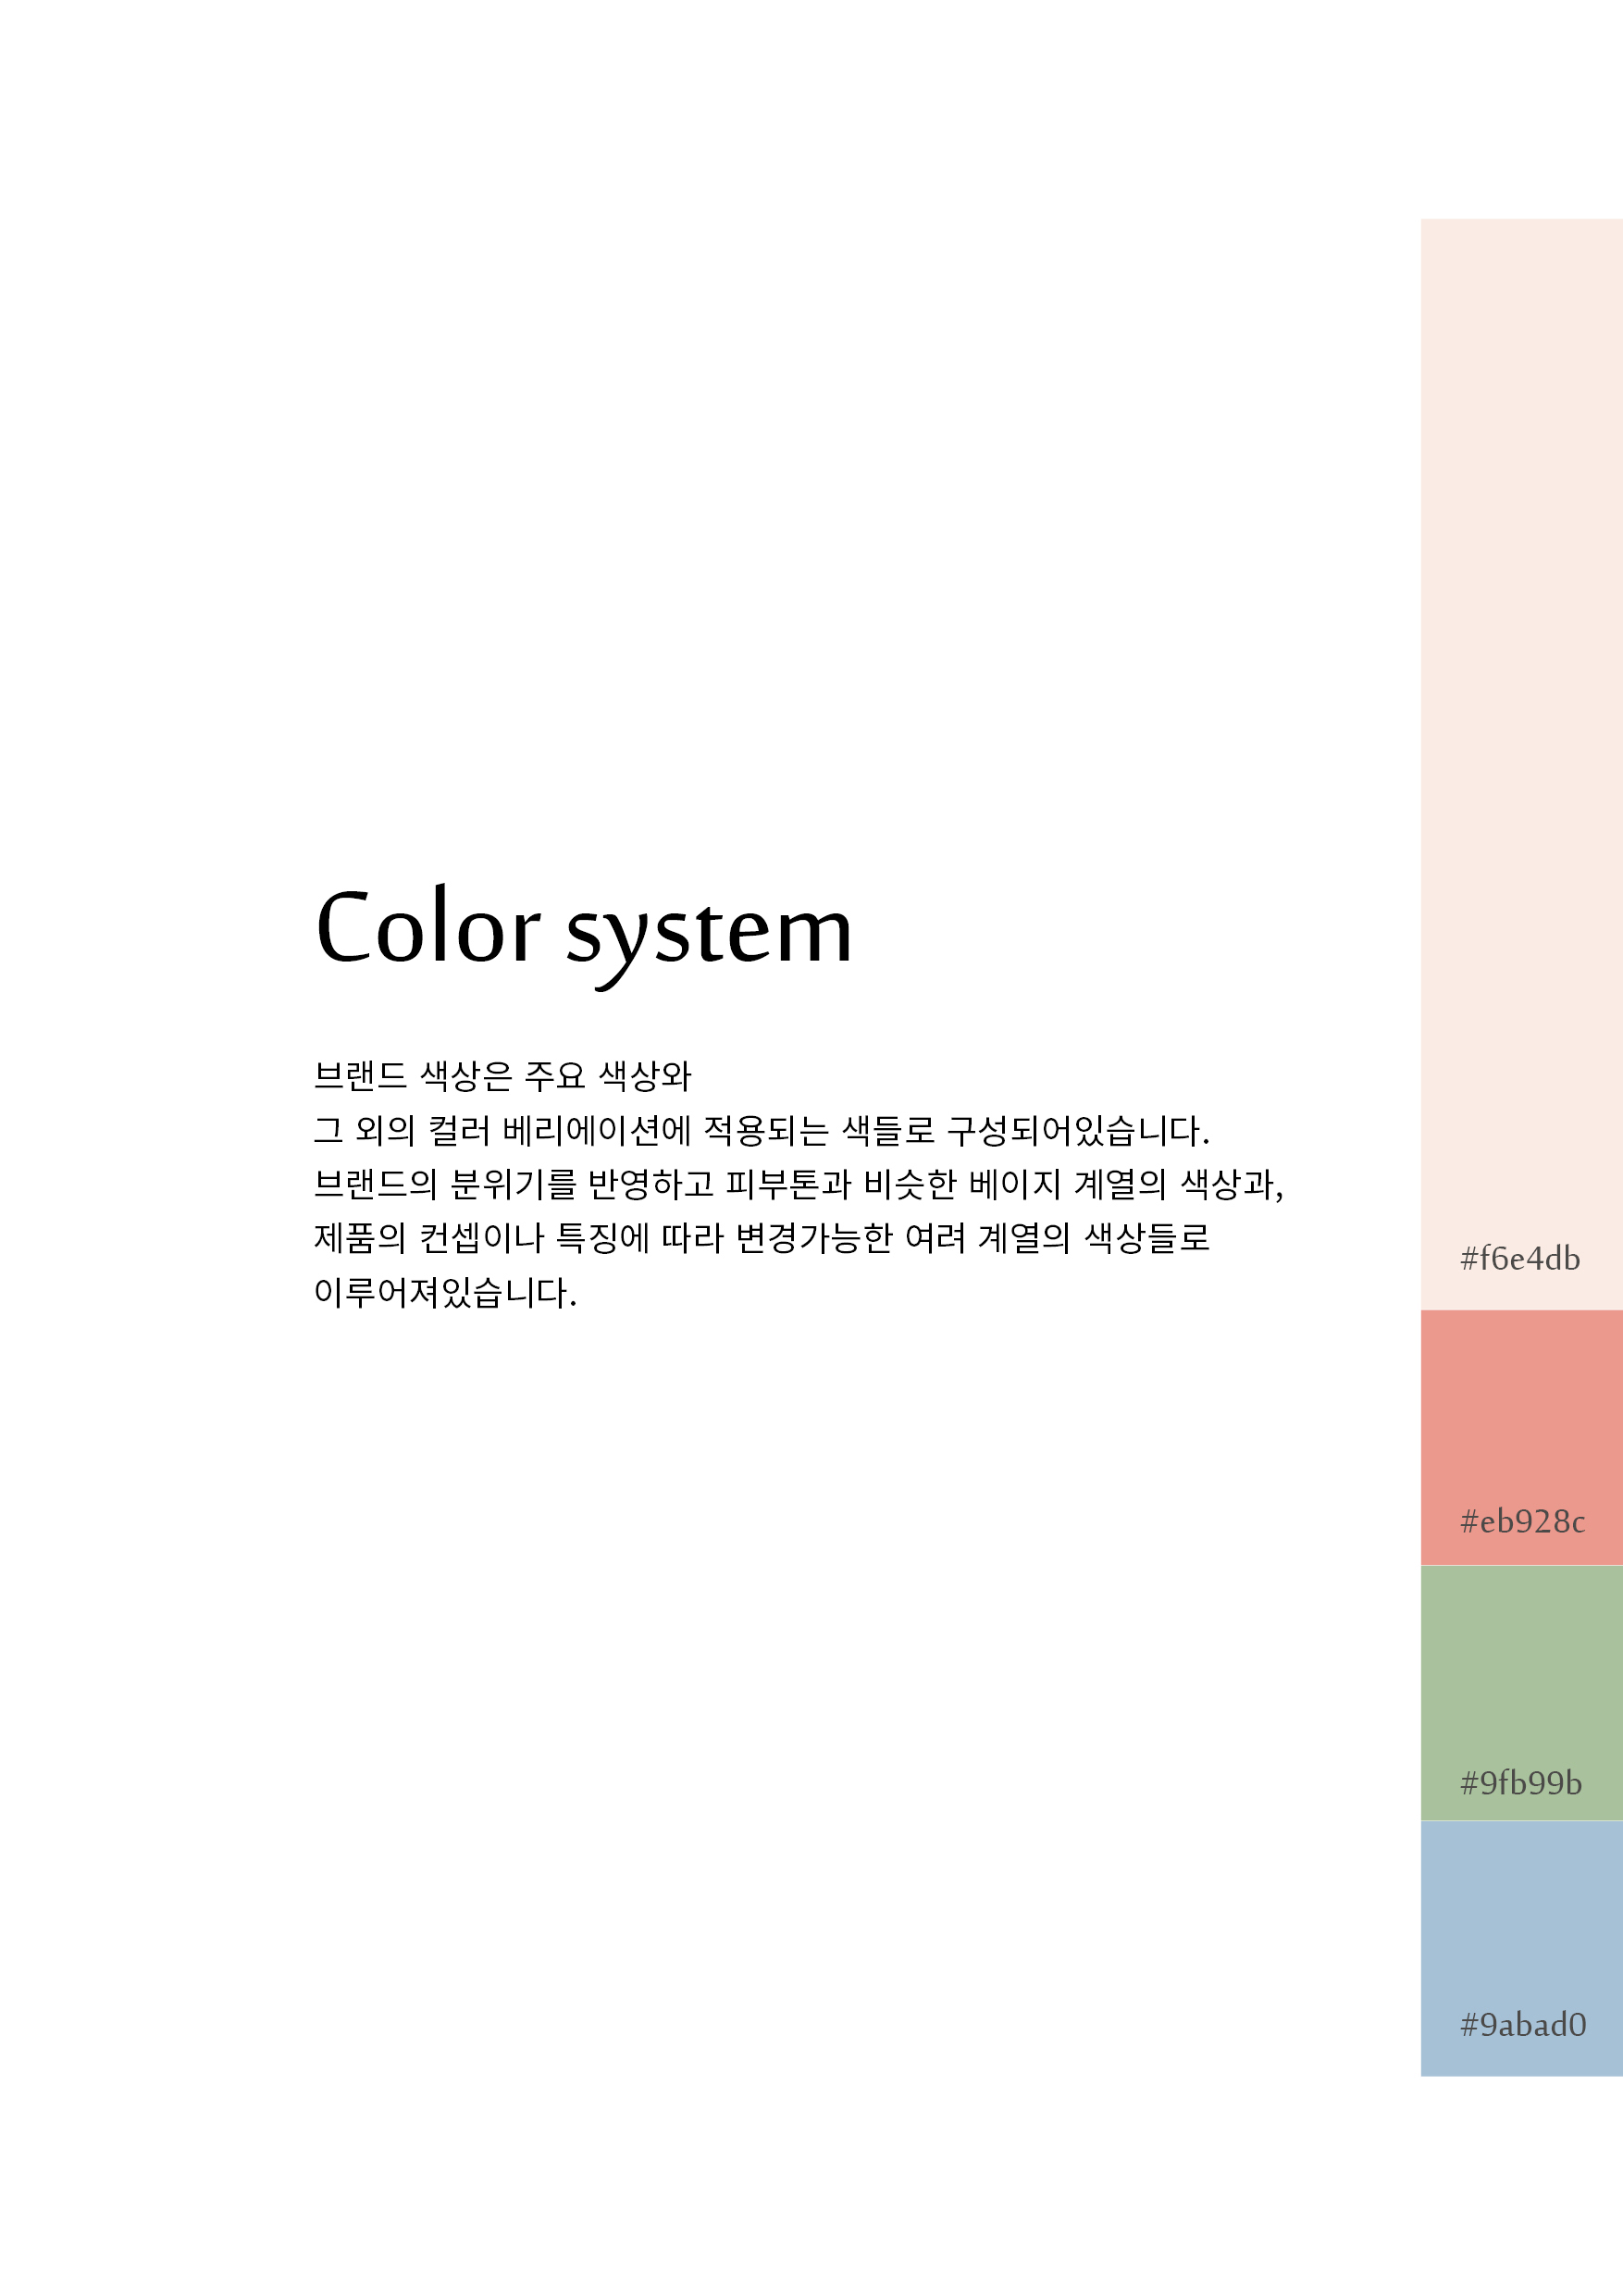 Color system
브랜드 색상은 주요 색상와
그 외의 컬러 베리에이션에 적용되는 색들로 구성되어있습니다.
브랜드의 분위기를 반영하고 피부톤과 비슷한 베이지 계열의 색상과,
제품의 컨셉이나 특징에 따라 변경가능한 여려 계열의 색상들로
이루어져있습니다.
#f6e4db
#eb928c
#9fb99b
#9abad0